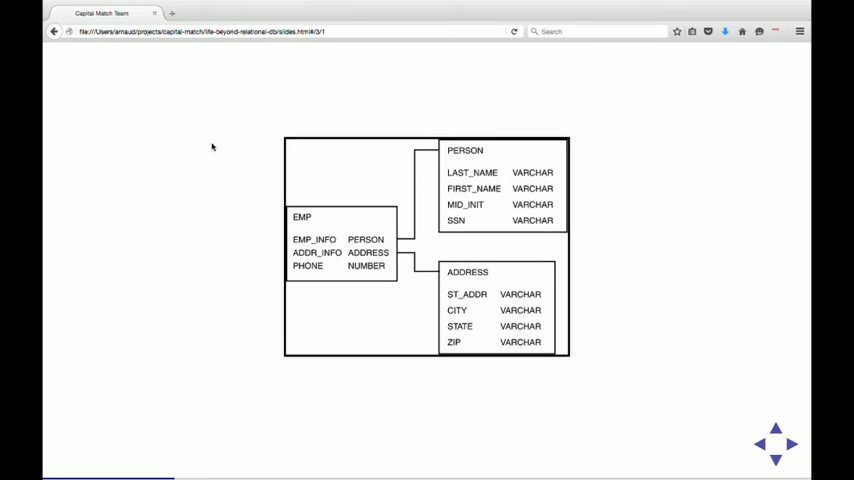 Capital Match Team
file:///Users/arnaud/projects/capital-match/life-beyond-relational-db/slides.html#/3/1
Search
PERSON
LAST_NAME VARCHAR
FIRST_NAME VARCHAR
MID_INIT VARCHAR
SSN VARCHAR
EMP
EMP_INFO PERSON
ADDR_INFO ADDRESS
PHONE NUMBER
ADDRESS
ST_ADDR VARCHAR
CITY VARCHAR
STATE VARCHAR
ZIP VARCHAR